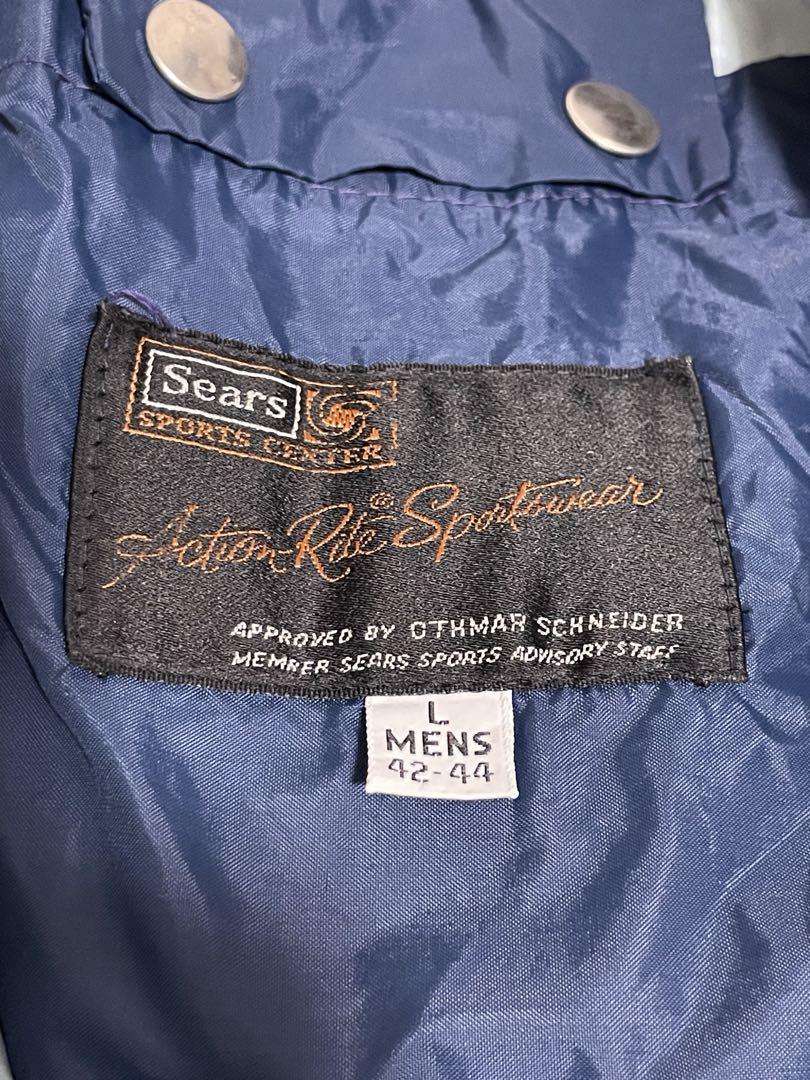 Sears
SPORTS CENTER
Action-Rite® Sportswear
APPROVED BY OTHMAR SCHNEIDER
MEMBER SEARS SPORTS ADVISORY STAFF
L
MENS
42-44